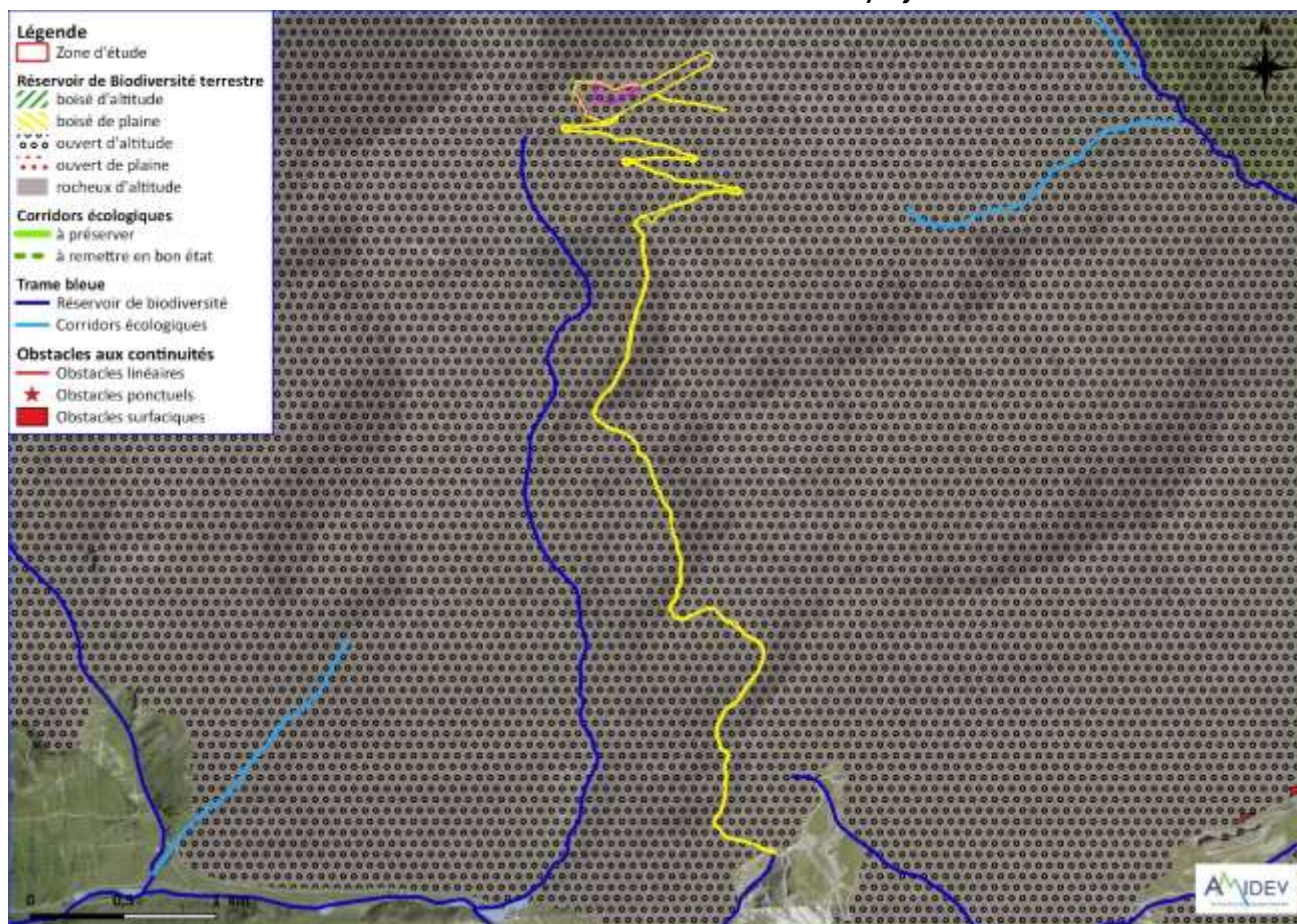 Légende
Zone d'étude
Réservoir de Biodiversité terrestre
boisé d'altitude
boisé de plaine
ouvert d'altitude
ouvert de plaine
rocheux d'altitude
Corridors écologiques
à préserver
à remettre en bon état
Trame bleue
Réservoir de biodiversité
Corridors écologiques
Obstacles aux continuités
Obstacles linéaires
Obstacles ponctuels
Obstacles surfaciques
N
0 0,5 1 km
AMIDEV